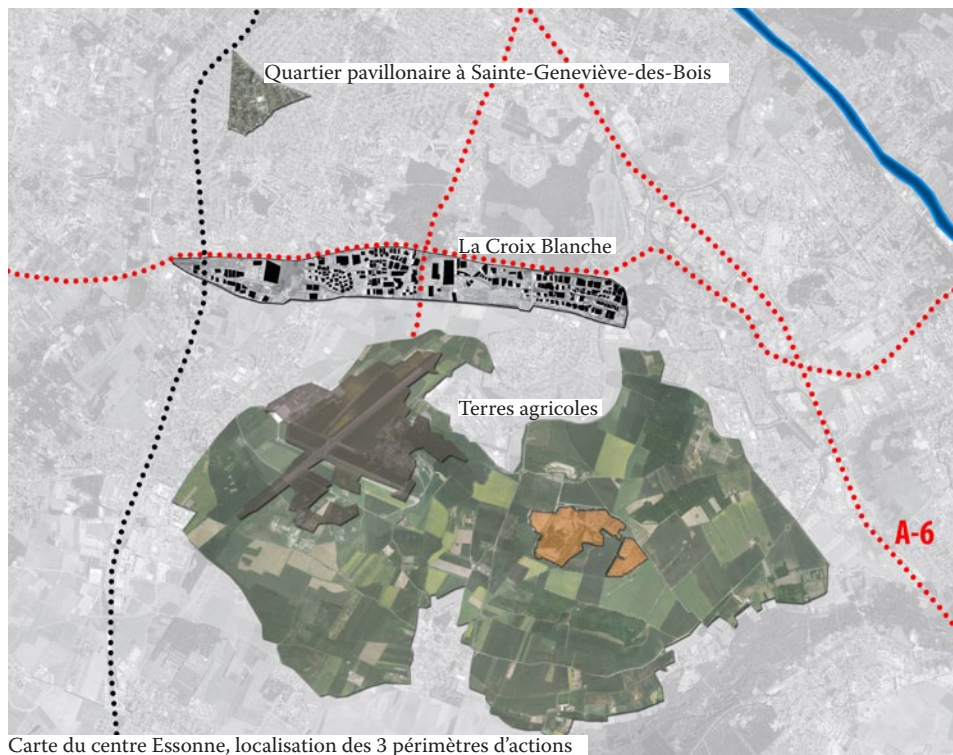 Quartier pavillonaire à Sainte-Geneviève-des-Bois
La Croix Blanche
Terres agricoles
A-6
Carte du centre Essonne, localisation des 3 périmètres d'actions